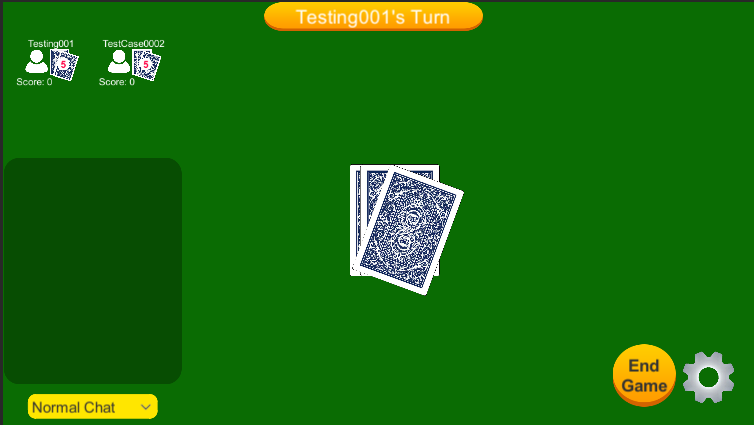 Testing001's Turn
Testing001
TestCase0002
5
5
Score: 0
Score: 0
End
Game
Normal Chat